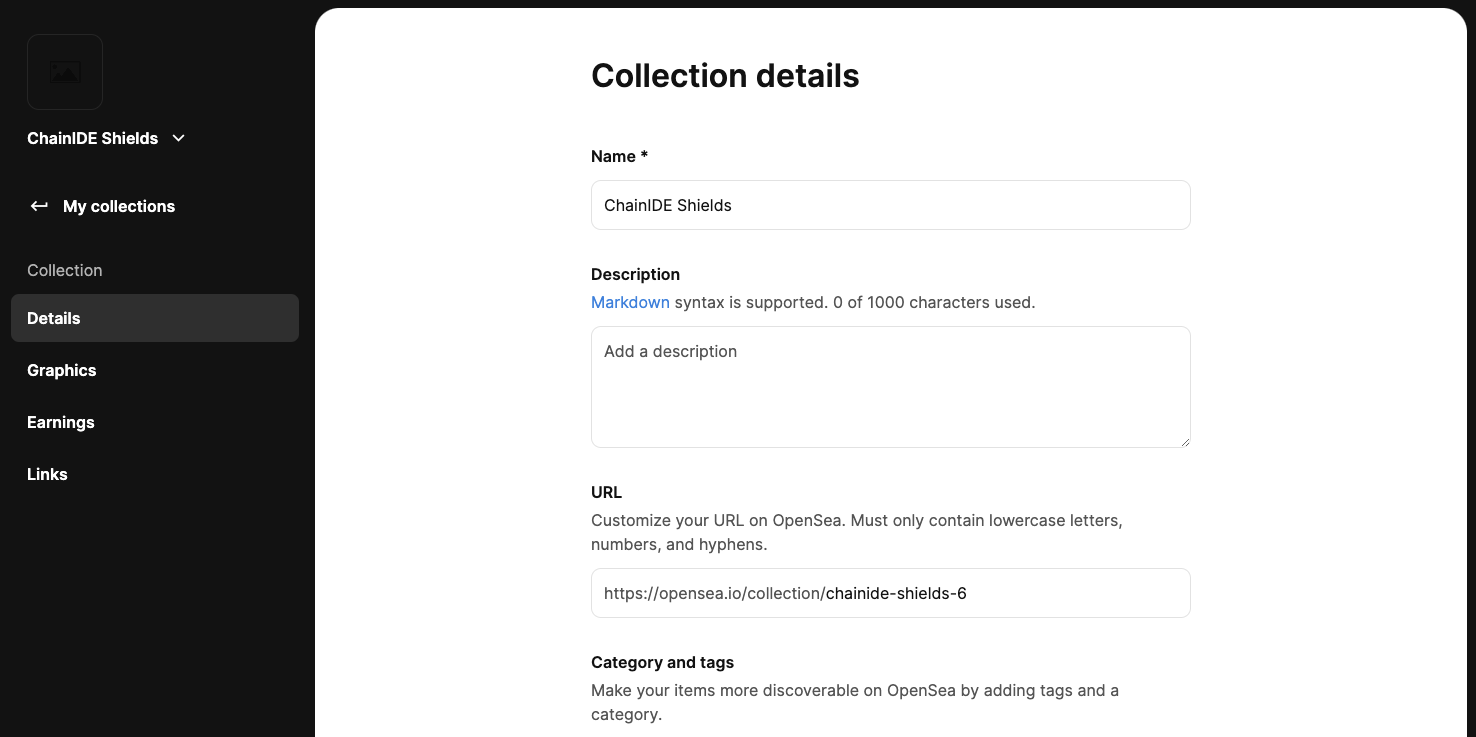 ChainIDE Shields
My collections
Collection
Details
Graphics
Earnings
Links
Collection details
Name *
ChainIDE Shields
Description
Markdown syntax is supported. 0 of 1000 characters used.
Add a description
URL
Customize your URL on OpenSea. Must only contain lowercase letters,
numbers, and hyphens.
https://opensea.io/collection/chainide-shields-6
Category and tags
Make your items more discoverable on OpenSea by adding tags and a
category.